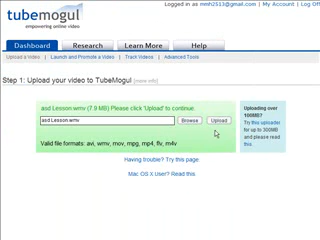 Logged in as mmh2513@gmail.com | My Account | Log Out
tubemogul
empowering online video
Dashboard Research Learn More Help
Upload a Video | Launch and Promote a Video | Track Videos | Advanced Tools
Step 1: Upload your video to TubeMogul [more info]
asd Lesson wmv (7.9 MB) Please click 'Upload' to continue.
asd Lesson wmv Browse Upload
Valid file formats: avi, wmv, mov, mpg, mp4, flv, m4v
Uploading over
100MB?
Try this uploader
for up to 300MB
and please read
this.
Having trouble? Try this page
Mac OS X User? Read this.